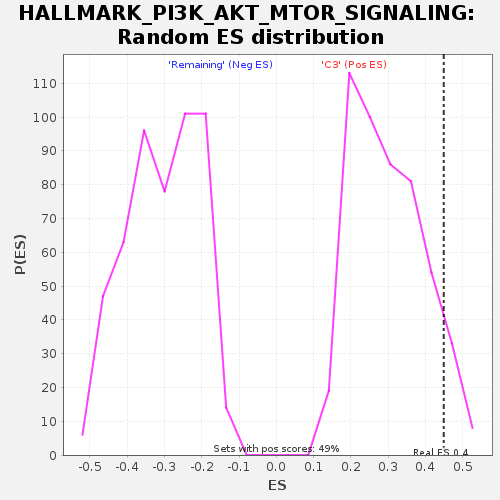 HALLMARK_PI3K_AKT_MTOR_SIGNALING:
Random ES distribution
'Remaining' (Neg ES)
'C3' (Pos ES)
110
100
90
80
70
60
50
40
30
20
10
0
P(ES)
Sets with pos scores: 49%
Real ES 0.4
-0.5 -0.4 -0.3 -0.2 -0.1 0.0 0.1 0.2 0.3 0.4 0.5
ES